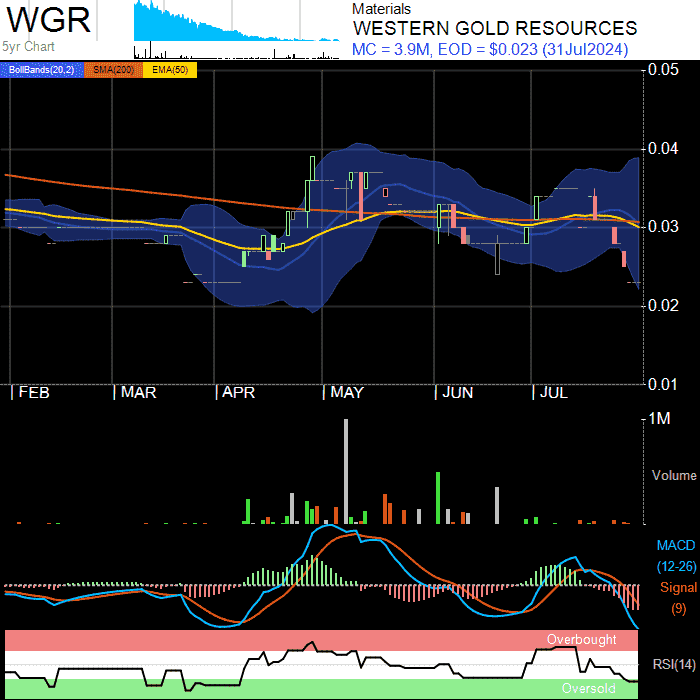 WGR
5yr Chart
Materials
WESTERN GOLD RESOURCES
MC = 3.9M, EOD = $0.023 (31Jul2024)
BollBands(20,2) SMA(200) EMA(50)
0.05
0.04
0.03
0.02
0.01
| FEB | MAR | APR | MAY | JUN | JUL
1M
Volume
MACD
(12-26)
Signal
(9)
Overbought
RSI(14)
Oversold